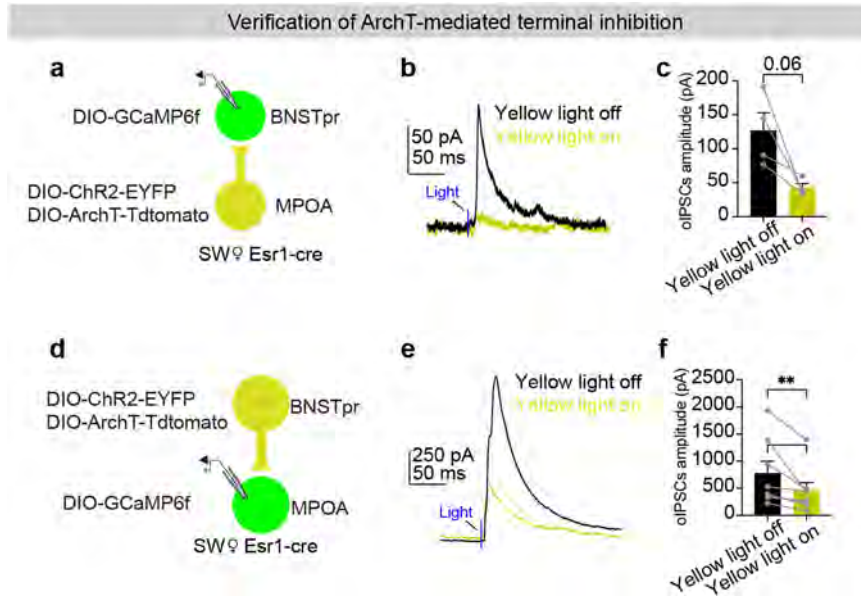 Verification of ArchT-mediated terminal inhibition
a
DIO-GCaMP6f
BNSTpr
DIO-ChR2-EYFP
DIO-ArchT-Tdtomato
MPOA
SW♀ Esr1-cre
b
Yellow light off
Yellow light on
50 pA
50 ms
Light
c
0.06
oIPSCs amplitude (pA)
200
150
100
50
0
Yellow light off
Yellow light on
d
DIO-ChR2-EYFP
DIO-ArchT-Tdtomato
BNSTpr
DIO-GCaMP6f
MPOA
SW♀ Esr1-cre
e
Yellow light off
Yellow light on
250 pA
50 ms
Light
f
**
oIPSCs amplitude (pA)
2500
2000
1500
1000
500
0
Yellow light off
Yellow light on